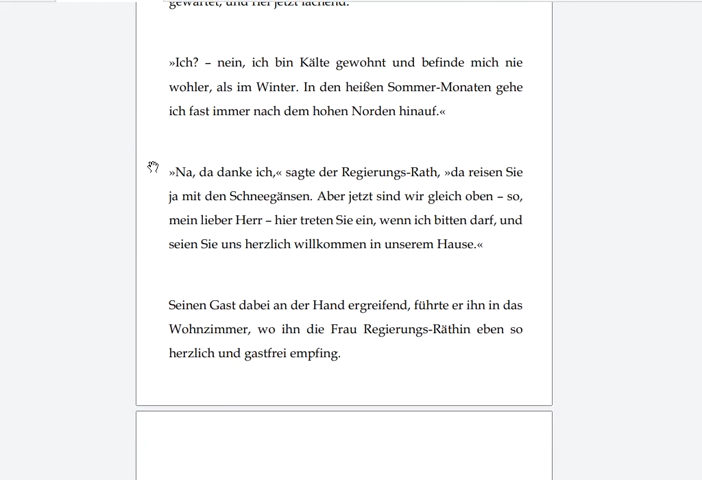 gewartet, und rief jetzt lachend:
»Ich? – nein, ich bin Kälte gewohnt und befinde mich nie
wohler, als im Winter. In den heißen Sommer-Monaten gehe
ich fast immer nach dem hohen Norden hinauf.«
»Na, da danke ich,« sagte der Regierungs-Rath, »da reisen Sie
ja mit den Schneegänsen. Aber jetzt sind wir gleich oben – so,
mein lieber Herr – hier treten Sie ein, wenn ich bitten darf, und
seien Sie uns herzlich willkommen in unserem Hause.«
Seinen Gast dabei an der Hand ergreifend, führte er ihn in das
Wohnzimmer, wo ihn die Frau Regierungs-Räthin eben so
herzlich und gastfrei empfing.